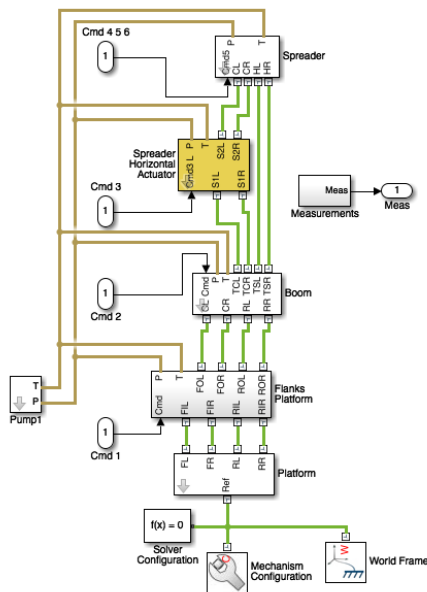 P
T
Cmd 4 5 6
1
Spreader
Cmd5
CL
CR
HL
HR
P
T
S2L
S2R
Spreader
Horizontal
Actuator
Cmd3
L
S1L
S1R
Cmd 3
1
Meas
Measurements
1
Meas
Cmd
P
T
TCL
TCR
TSL
TSR
Boom
CL
CR
RL
RR
1
Cmd 2
P
T
FOL
FOR
ROL
ROR
Flanks
Platform
Cmd
FIL
FIR
RIL
RIR
T
P
Pump1
1
Cmd 1
FL
FR
RL
RR
Platform
Ref
f(x) = 0
Solver
Configuration
Mechanism
Configuration
W
World Frame